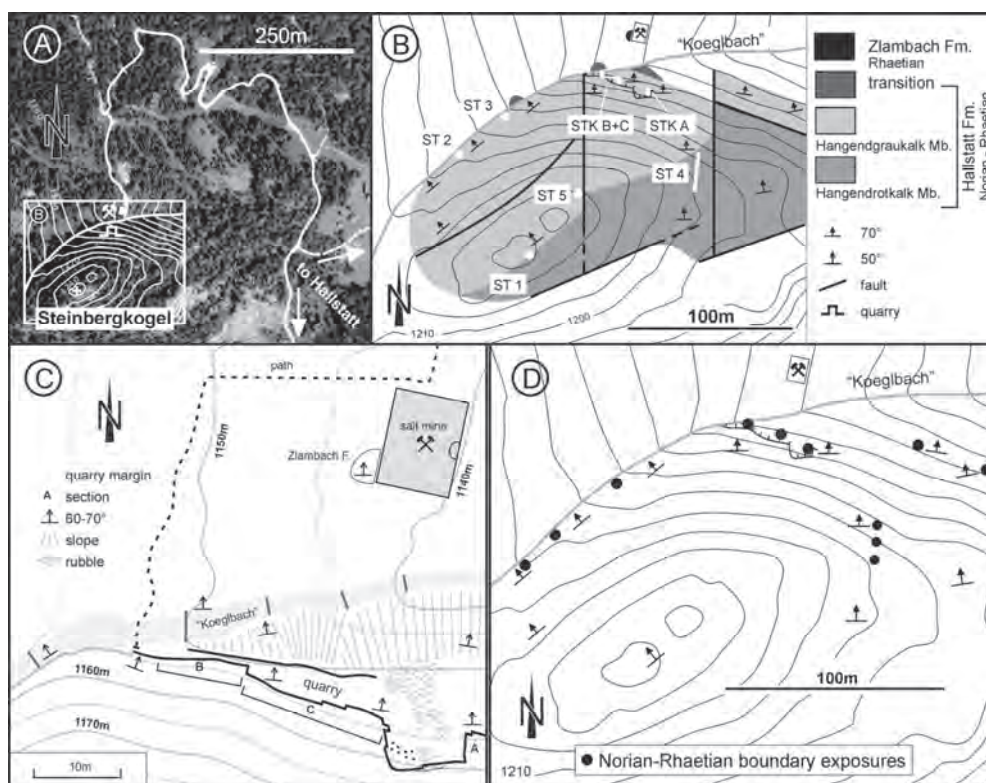 A
250m
N
B
Steinbergkogel
to Hallstatt
B
"Koeglbach"
ST 3
ST 2
STK B+C
STK A
ST 4
ST 5
ST 1
1210
1200
N
100m
Zlambach Fm.
Rhaetian
transition
Hangendgraukalk Mb.
Hangendrotkalk Mb.
Hallstatt Fm.
Norian - Rhaetian
70°
50°
fault
quarry
C
N
path
1150m
salt mine
Zlambach F.
1140m
quarry margin
A section
60-70°
slope
rubble
"Koeglbach"
1160m
B
quarry
C
A
1170m
10m
D
"Koeglbach"
N
100m
1210
Norian-Rhaetian boundary exposures